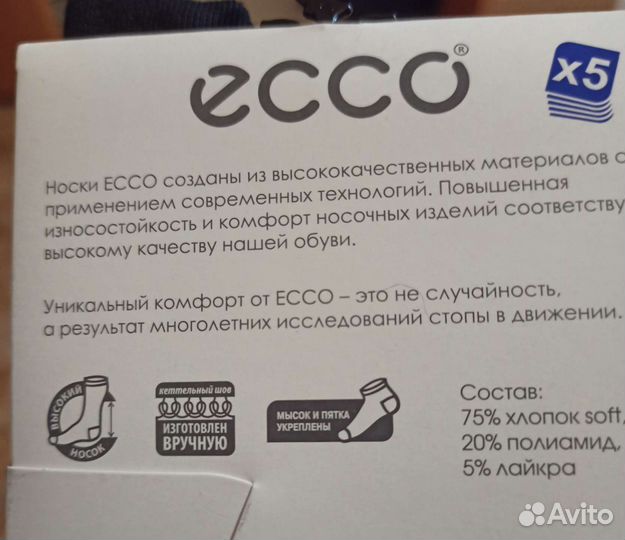 ecco®
x5
Носки ECCO созданы из высококачественных материалов с
применением современных технологий. Повышенная
износостойкость и комфорт носочных изделий соответству
высокому качеству нашей обуви.
Уникальный комфорт от ECCO – это не случайность,
а результат многолетних исследований стопы в движении.
ВЫСОКИЙ
НОСОК
кеттельный шов
ИЗГОТОВЛЕН
ВРУЧНУЮ
МЫСОК И ПЯТКА
УКРЕПЛЕНЫ
Состав:
75% хлопок soft,
20% полиамид,
5% лайкра
Avito